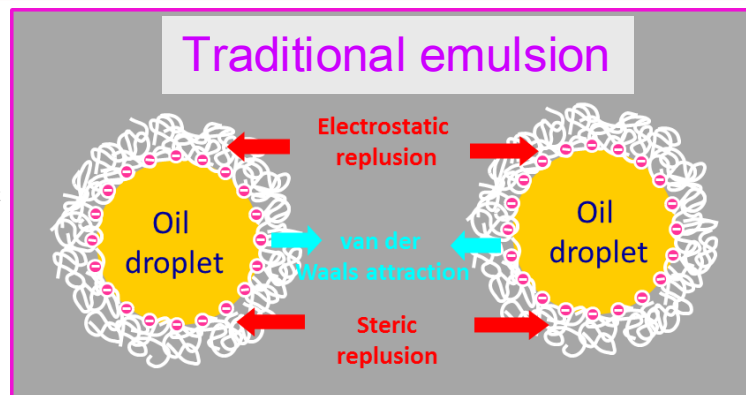 Traditional emulsion
Electrostatic
replusion
Oil
droplet
van der
Waals attraction
Oil
droplet
Steric
replusion